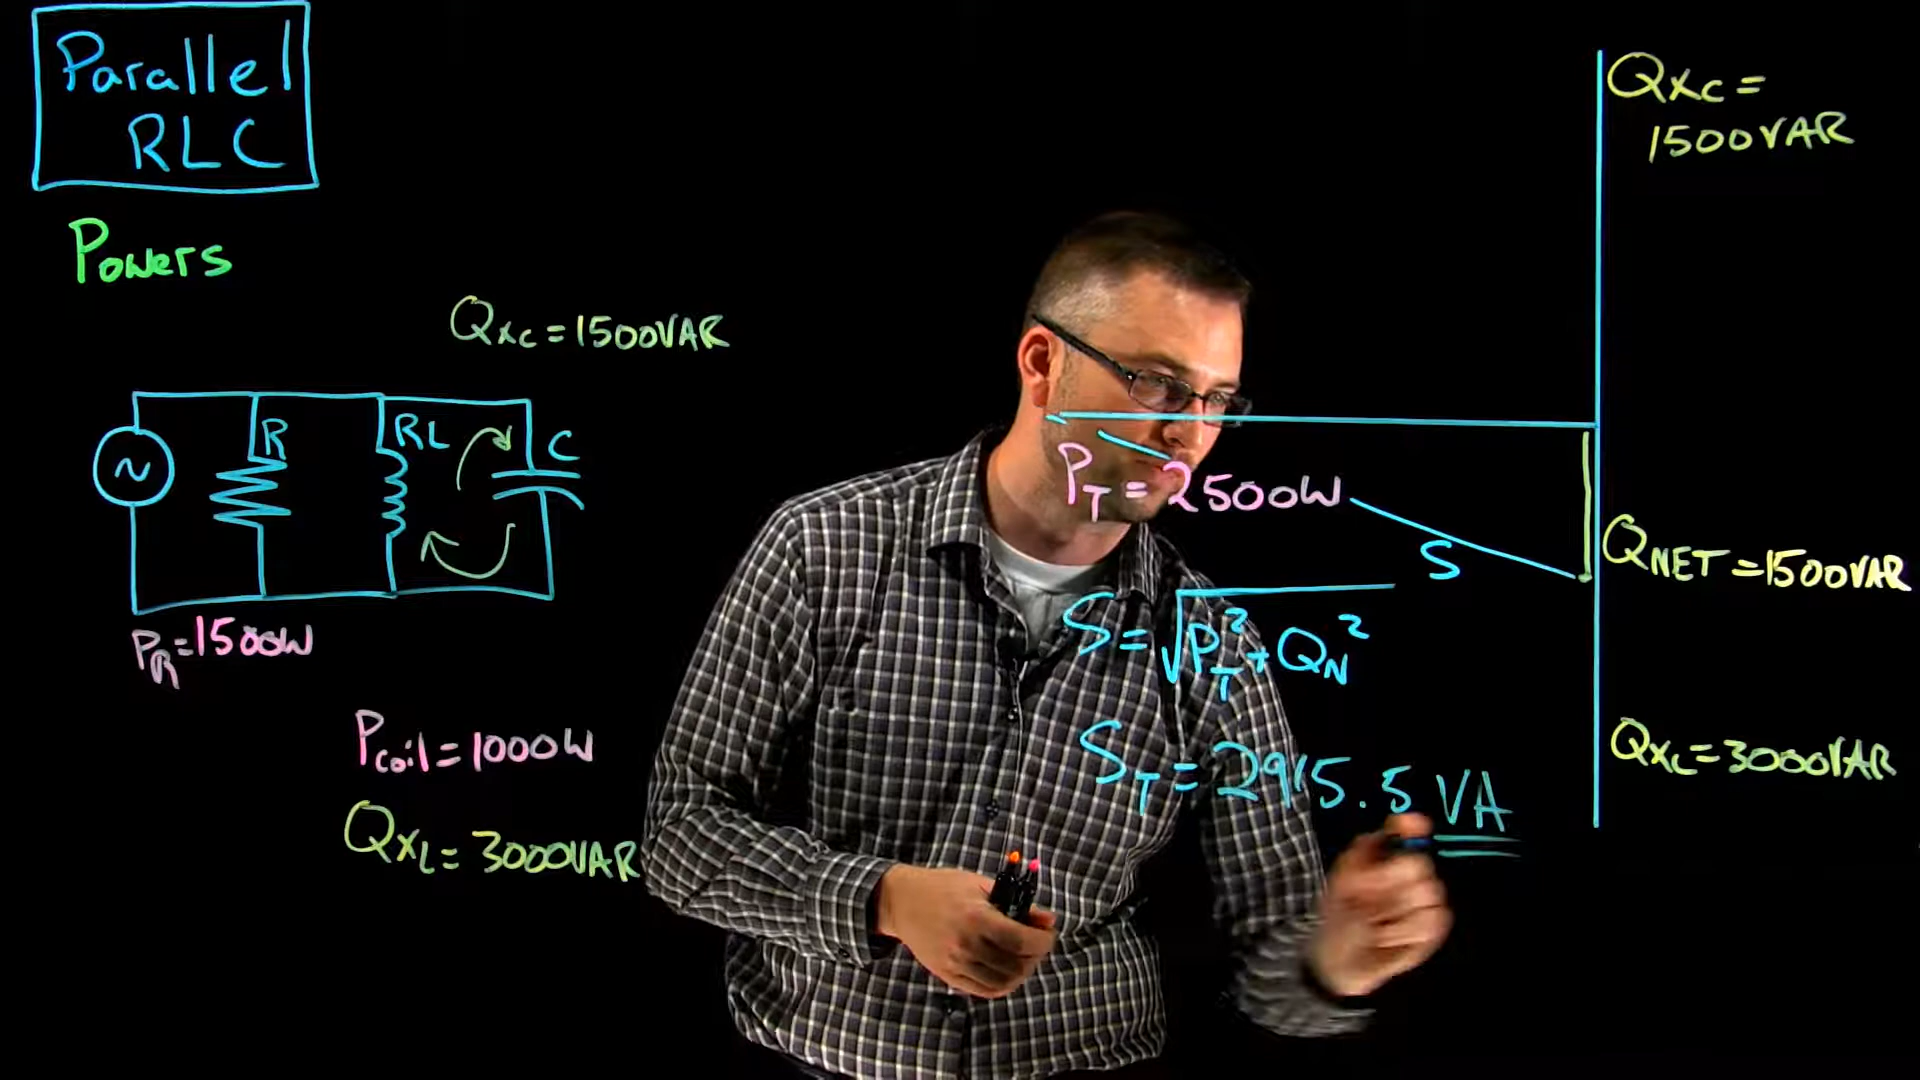 Parallel
RLC
Powers
QXC=1500VAR
R
RL
C
~
PR=1500W
Pcoil=1000W
QXL=3000VAR
QXC=
1500VAR
PT=2500W
S
QNET=1500VAR
S=√PT²+QN²
ST=2915.5 VA
QXL=3000VAR